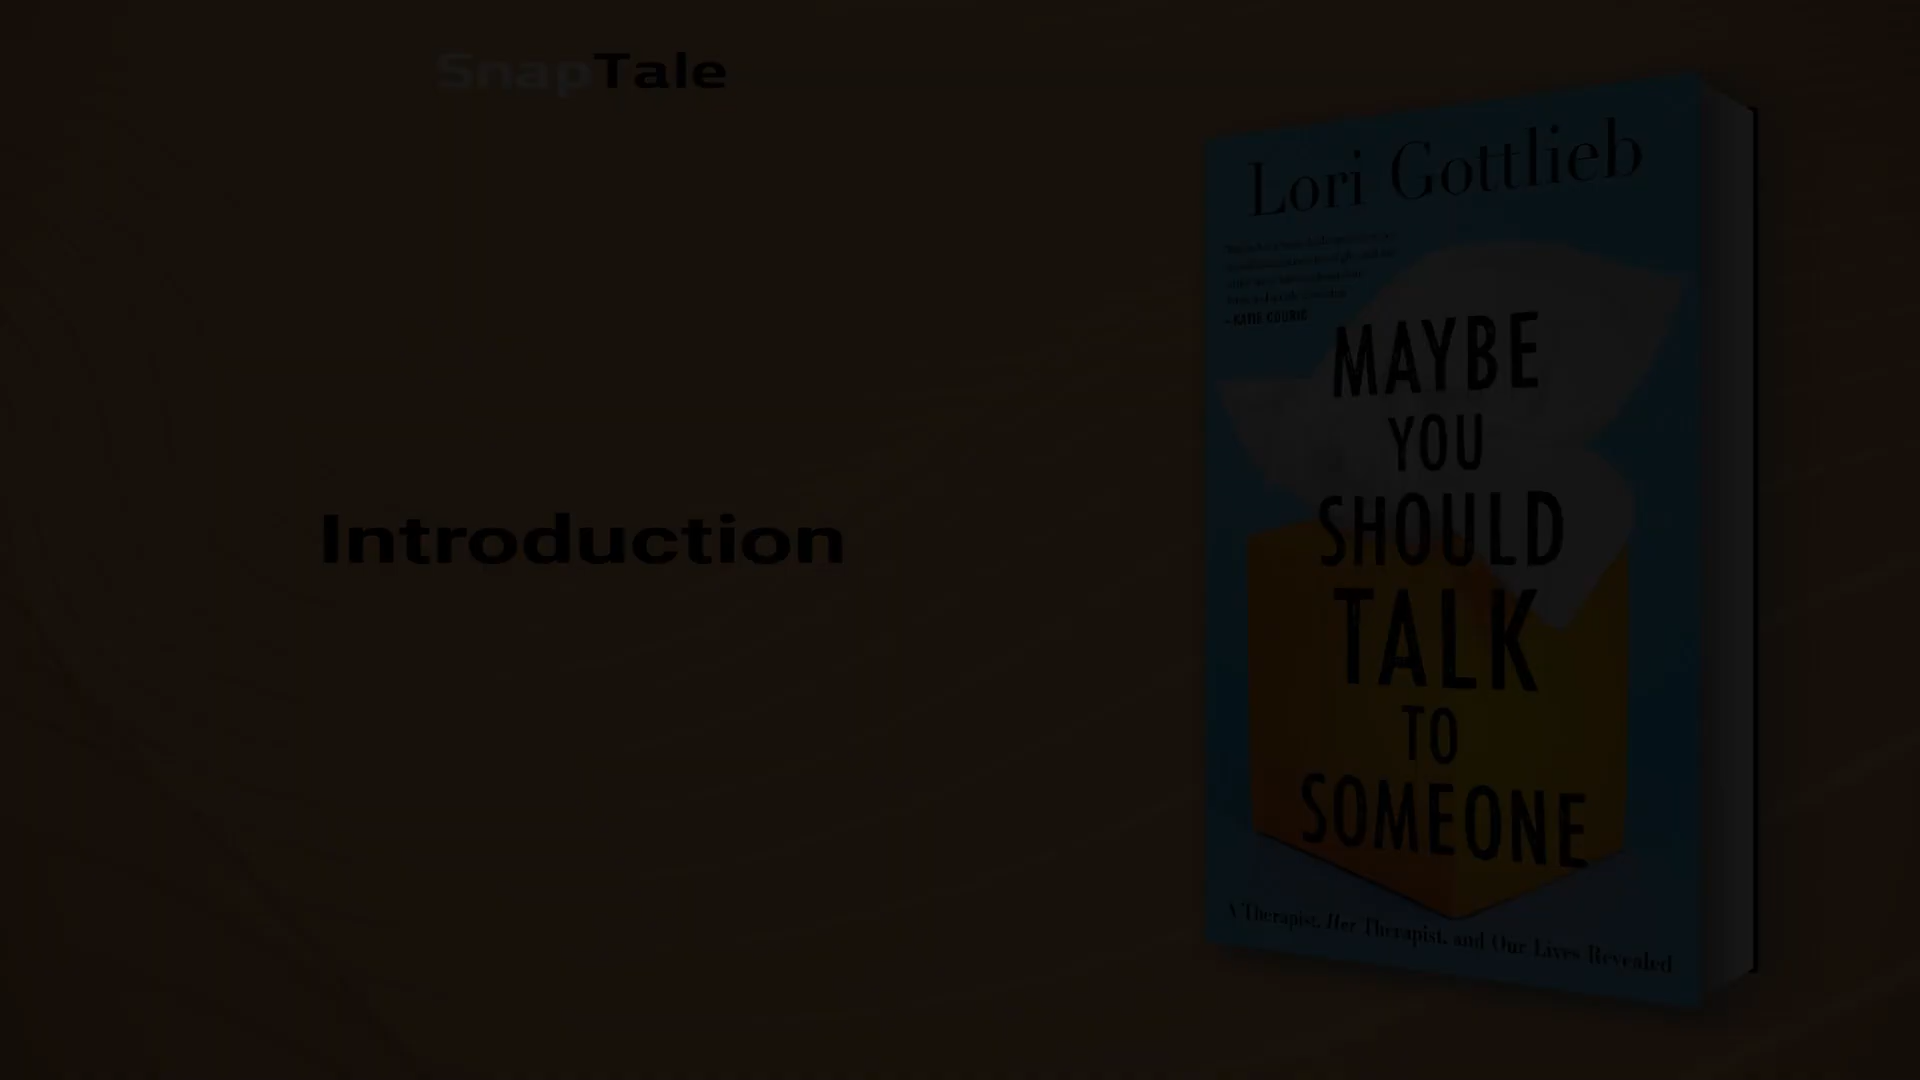 SnapTale
Introduction
Lori Gottlieb
– KATIE COURIC
MAYBE
YOU
SHOULD
TALK
TO
SOMEONE
A Therapist, Her Therapist, and Our Lives Revealed